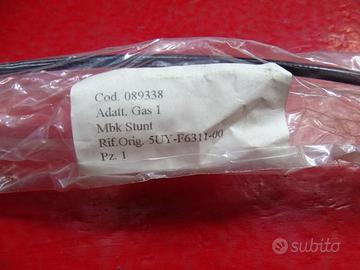 Cod. 089338
Adatt. Gas 1
Mbk Stunt
Rif.Orig. 5UY-F6311-00
Pz. 1
subito